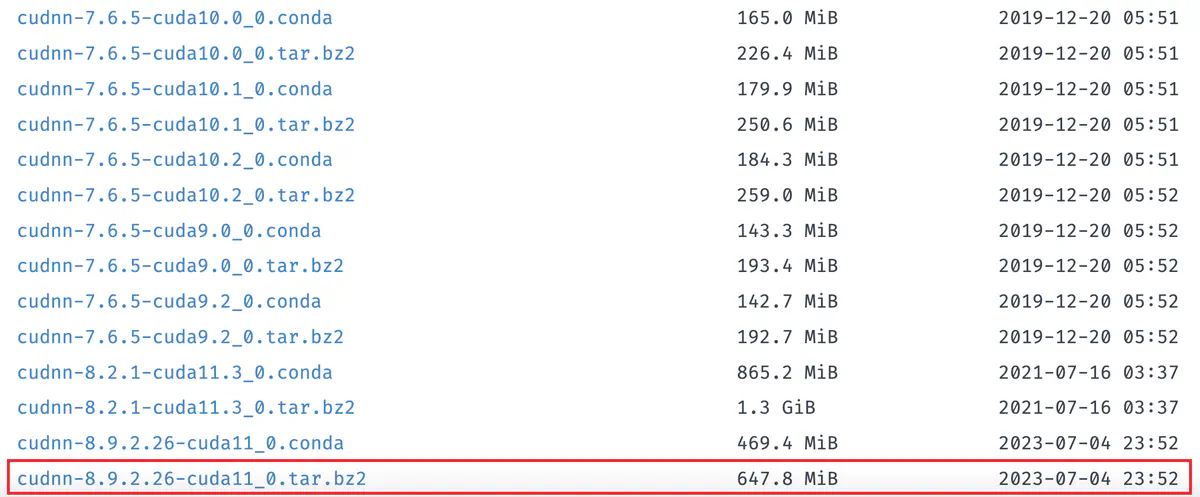 cudnn-7.6.5-cuda10.0_0.conda 165.0 MiB 2019-12-20 05:51
cudnn-7.6.5-cuda10.0_0.tar.bz2 226.4 MiB 2019-12-20 05:51
cudnn-7.6.5-cuda10.1_0.conda 179.9 MiB 2019-12-20 05:51
cudnn-7.6.5-cuda10.1_0.tar.bz2 250.6 MiB 2019-12-20 05:51
cudnn-7.6.5-cuda10.2_0.conda 184.3 MiB 2019-12-20 05:51
cudnn-7.6.5-cuda10.2_0.tar.bz2 259.0 MiB 2019-12-20 05:52
cudnn-7.6.5-cuda9.0_0.conda 143.3 MiB 2019-12-20 05:52
cudnn-7.6.5-cuda9.0_0.tar.bz2 193.4 MiB 2019-12-20 05:52
cudnn-7.6.5-cuda9.2_0.conda 142.7 MiB 2019-12-20 05:52
cudnn-7.6.5-cuda9.2_0.tar.bz2 192.7 MiB 2019-12-20 05:52
cudnn-8.2.1-cuda11.3_0.conda 865.2 MiB 2021-07-16 03:37
cudnn-8.2.1-cuda11.3_0.tar.bz2 1.3 GiB 2021-07-16 03:37
cudnn-8.9.2.26-cuda11_0.conda 469.4 MiB 2023-07-04 23:52
cudnn-8.9.2.26-cuda11_0.tar.bz2 647.8 MiB 2023-07-04 23:52